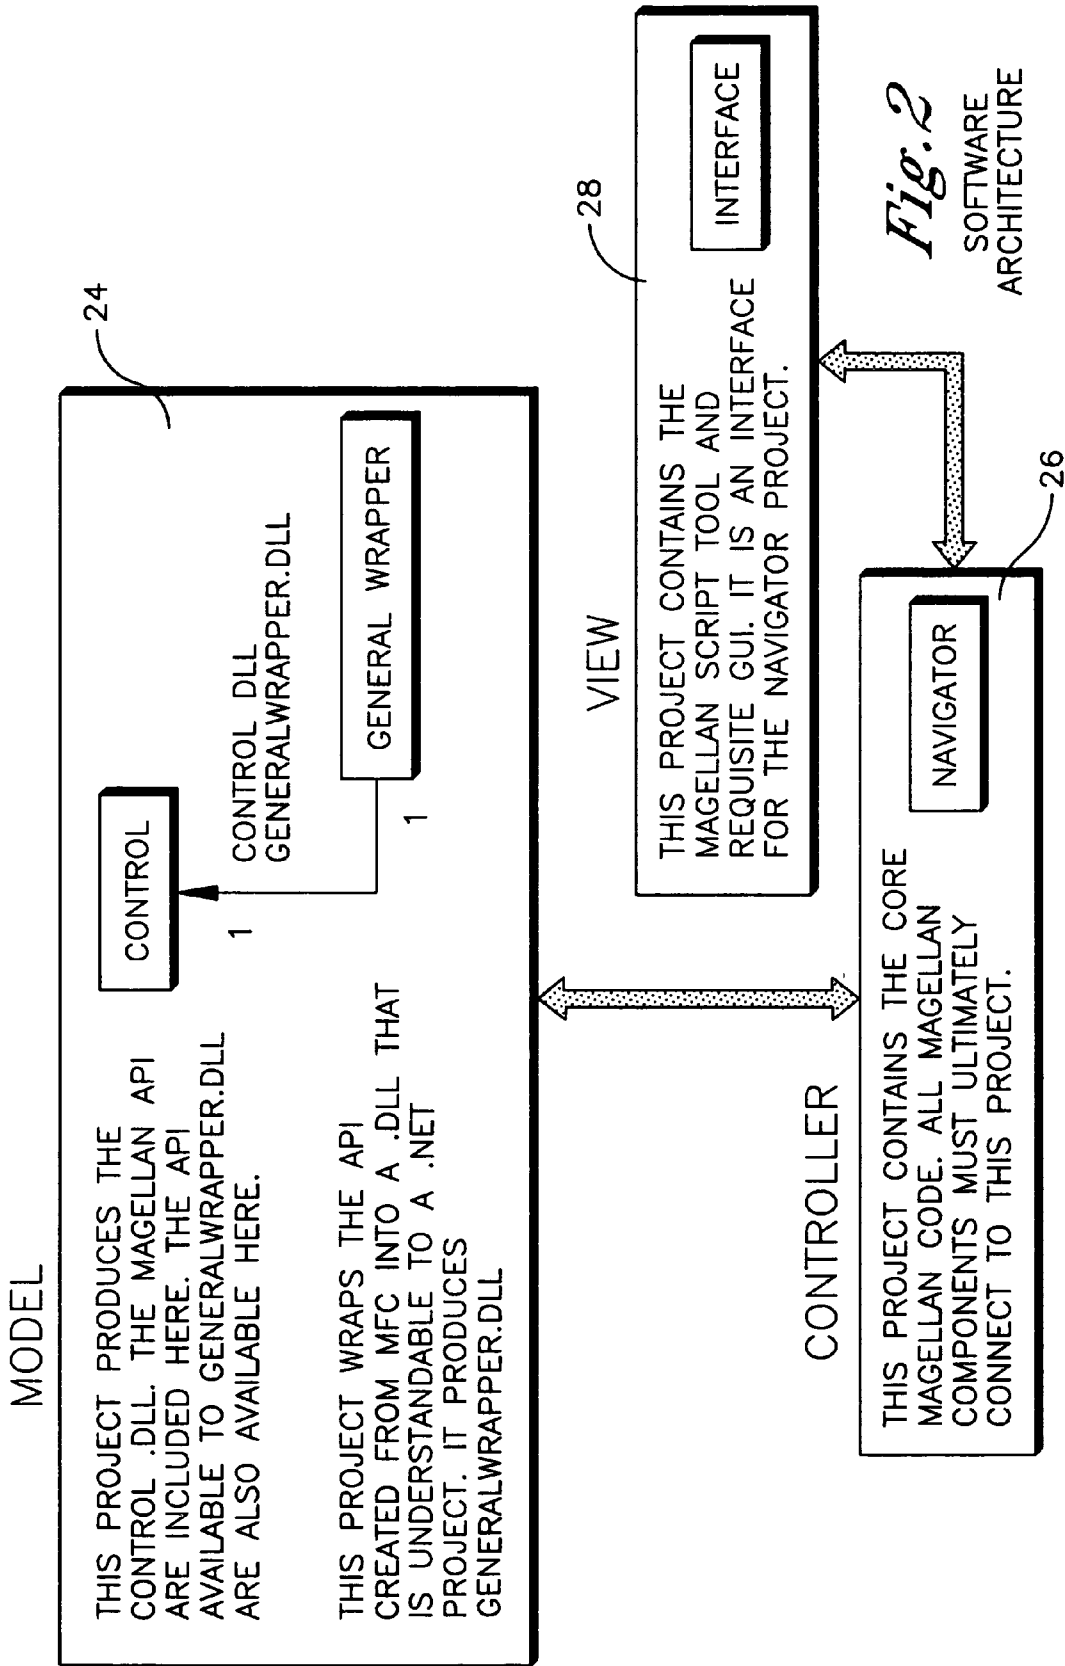 MODEL
24
THIS PROJECT PRODUCES THE
CONTROL .DLL. THE MAGELLAN API
ARE INCLUDED HERE. THE API
AVAILABLE TO GENERALWRAPPER.DLL
ARE ALSO AVAILABLE HERE.
CONTROL
1
CONTROL DLL
GENERALWRAPPER.DLL
THIS PROJECT WRAPS THE API
CREATED FROM MFC INTO A .DLL THAT
IS UNDERSTANDABLE TO A .NET
PROJECT. IT PRODUCES
GENERALWRAPPER.DLL
1
GENERAL WRAPPER
VIEW
28
THIS PROJECT CONTAINS THE
MAGELLAN SCRIPT TOOL AND
REQUISITE GUI. IT IS AN INTERFACE
FOR THE NAVIGATOR PROJECT.
INTERFACE
CONTROLLER
THIS PROJECT CONTAINS THE CORE
MAGELLAN CODE. ALL MAGELLAN
COMPONENTS MUST ULTIMATELY
CONNECT TO THIS PROJECT.
NAVIGATOR
26
Fig. 2
SOFTWARE
ARCHITECTURE